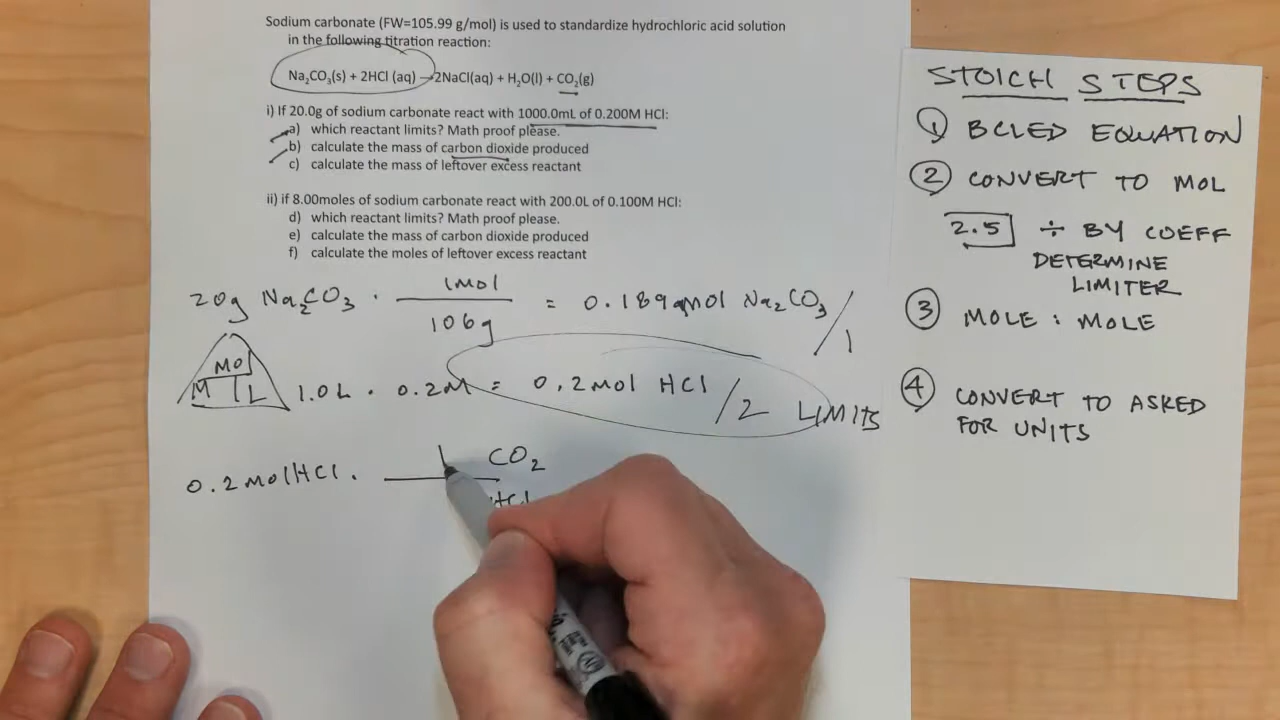 Sodium carbonate (FW=105.99 g/mol) is used to standardize hydrochloric acid solution
in the following titration reaction:
Na₂CO₃(s) + 2HCl (aq) →2NaCl(aq) + H₂O(l) + CO₂(g)
i) If 20.0g of sodium carbonate react with 1000.0mL of 0.200M HCl:
a) which reactant limits? Math proof please.
b) calculate the mass of carbon dioxide produced
c) calculate the mass of leftover excess reactant
ii) if 8.00moles of sodium carbonate react with 200.0L of 0.100M HCl:
d) which reactant limits? Math proof please.
e) calculate the mass of carbon dioxide produced
f) calculate the moles of leftover excess reactant
20g Na₂CO₃ · 1mol / 106g = 0.189mol Na₂CO₃ / 1
Mol
M L 1.0L · 0.2M = 0.2mol HCl / 2 LIMITS
0.2molHCl · 1 CO₂
HCl
STOICH STEPS
1 BCLED EQUATION
2 CONVERT TO MOL
2.5 ÷ BY COEFF
DETERMINE
LIMITER
3 MOLE : MOLE
4 CONVERT TO ASKED
FOR UNITS